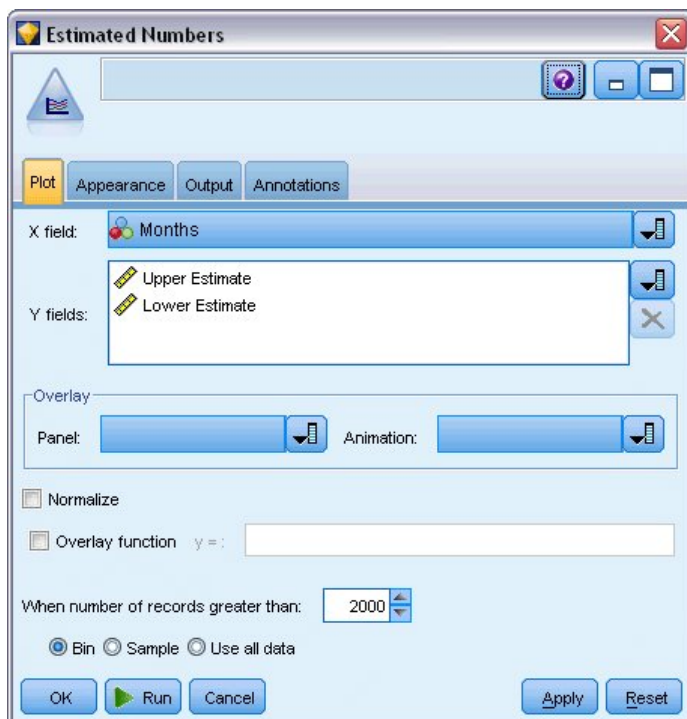 Estimated Numbers
Plot Appearance Output Annotations
X field: Months
Y fields: Upper Estimate
Lower Estimate
Overlay
Panel: Animation:
Normalize
Overlay function y = :
When number of records greater than: 2000
Bin Sample Use all data
OK Run Cancel Apply Reset